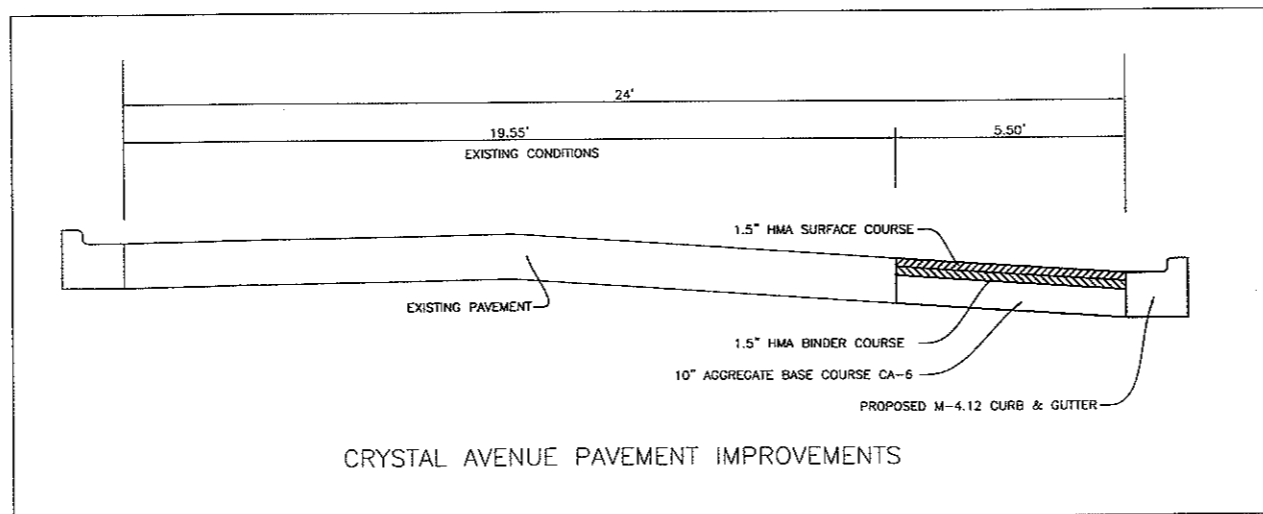 24'
19.55'
5.50'
EXISTING CONDITIONS
1.5" HMA SURFACE COURSE
EXISTING PAVEMENT
1.5" HMA BINDER COURSE
10" AGGREGATE BASE COURSE CA-6
PROPOSED M-4.12 CURB & GUTTER
CRYSTAL AVENUE PAVEMENT IMPROVEMENTS